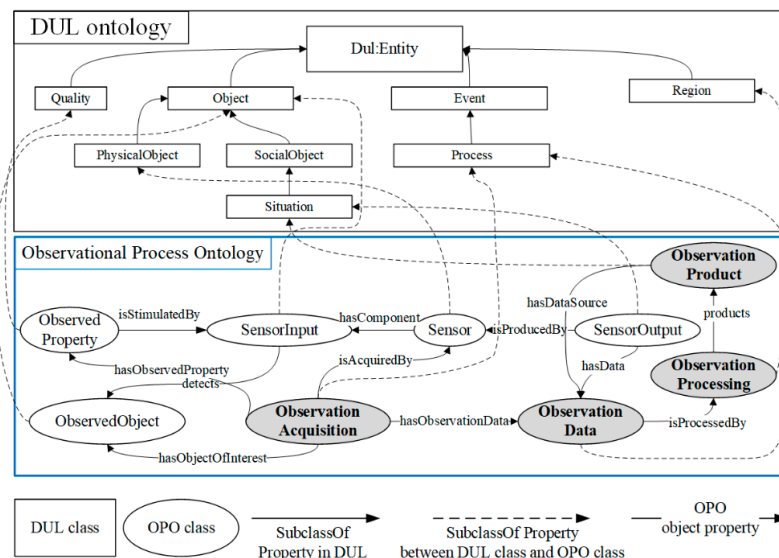 DUL ontology
Dul:Entity
Quality
Object
Event
Region
PhysicalObject
SocialObject
Process
Situation
Observational Process Ontology
Observation
Product
Observed
Property
isStimulatedBy
SensorInput
hasComponent
Sensor
isProducedBy
SensorOutput
hasDataSource
products
hasObservedProperty
detects
isAcquiredBy
hasData
Observation
Processing
ObservedObject
Observation
Acquisition
hasObservationData
Observation
Data
isProcessedBy
hasObjectOfInterest
DUL class
OPO class
SubclassOf
Property in DUL
SubclassOf Property
between DUL class and OPO class
OPO
object property